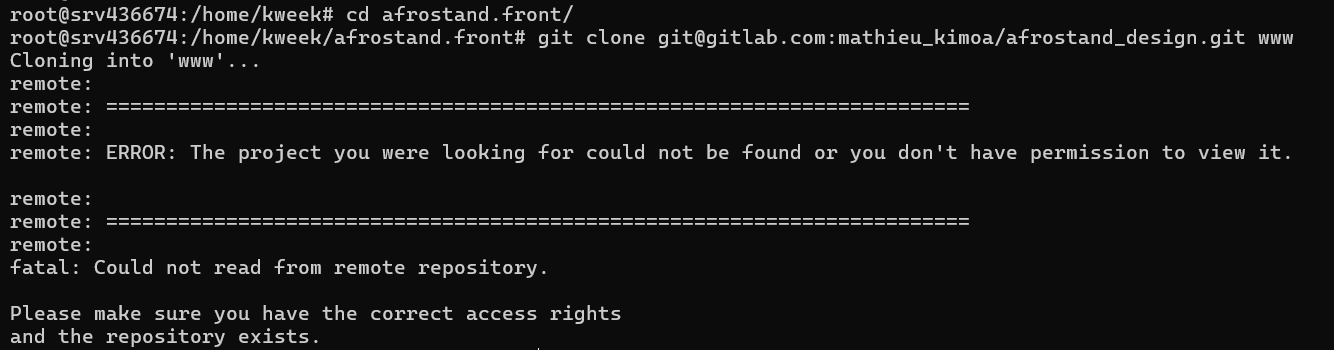 root@srv436674:/home/kweek# cd afrostand.front/
root@srv436674:/home/kweek/afrostand.front# git clone git@gitlab.com:mathieu_kimoa/afrostand_design.git www
Cloning into 'www'...
remote:
remote: ========================================================================
remote:
remote: ERROR: The project you were looking for could not be found or you don't have permission to view it.
remote:
remote: ========================================================================
remote:
fatal: Could not read from remote repository.
Please make sure you have the correct access rights
and the repository exists.